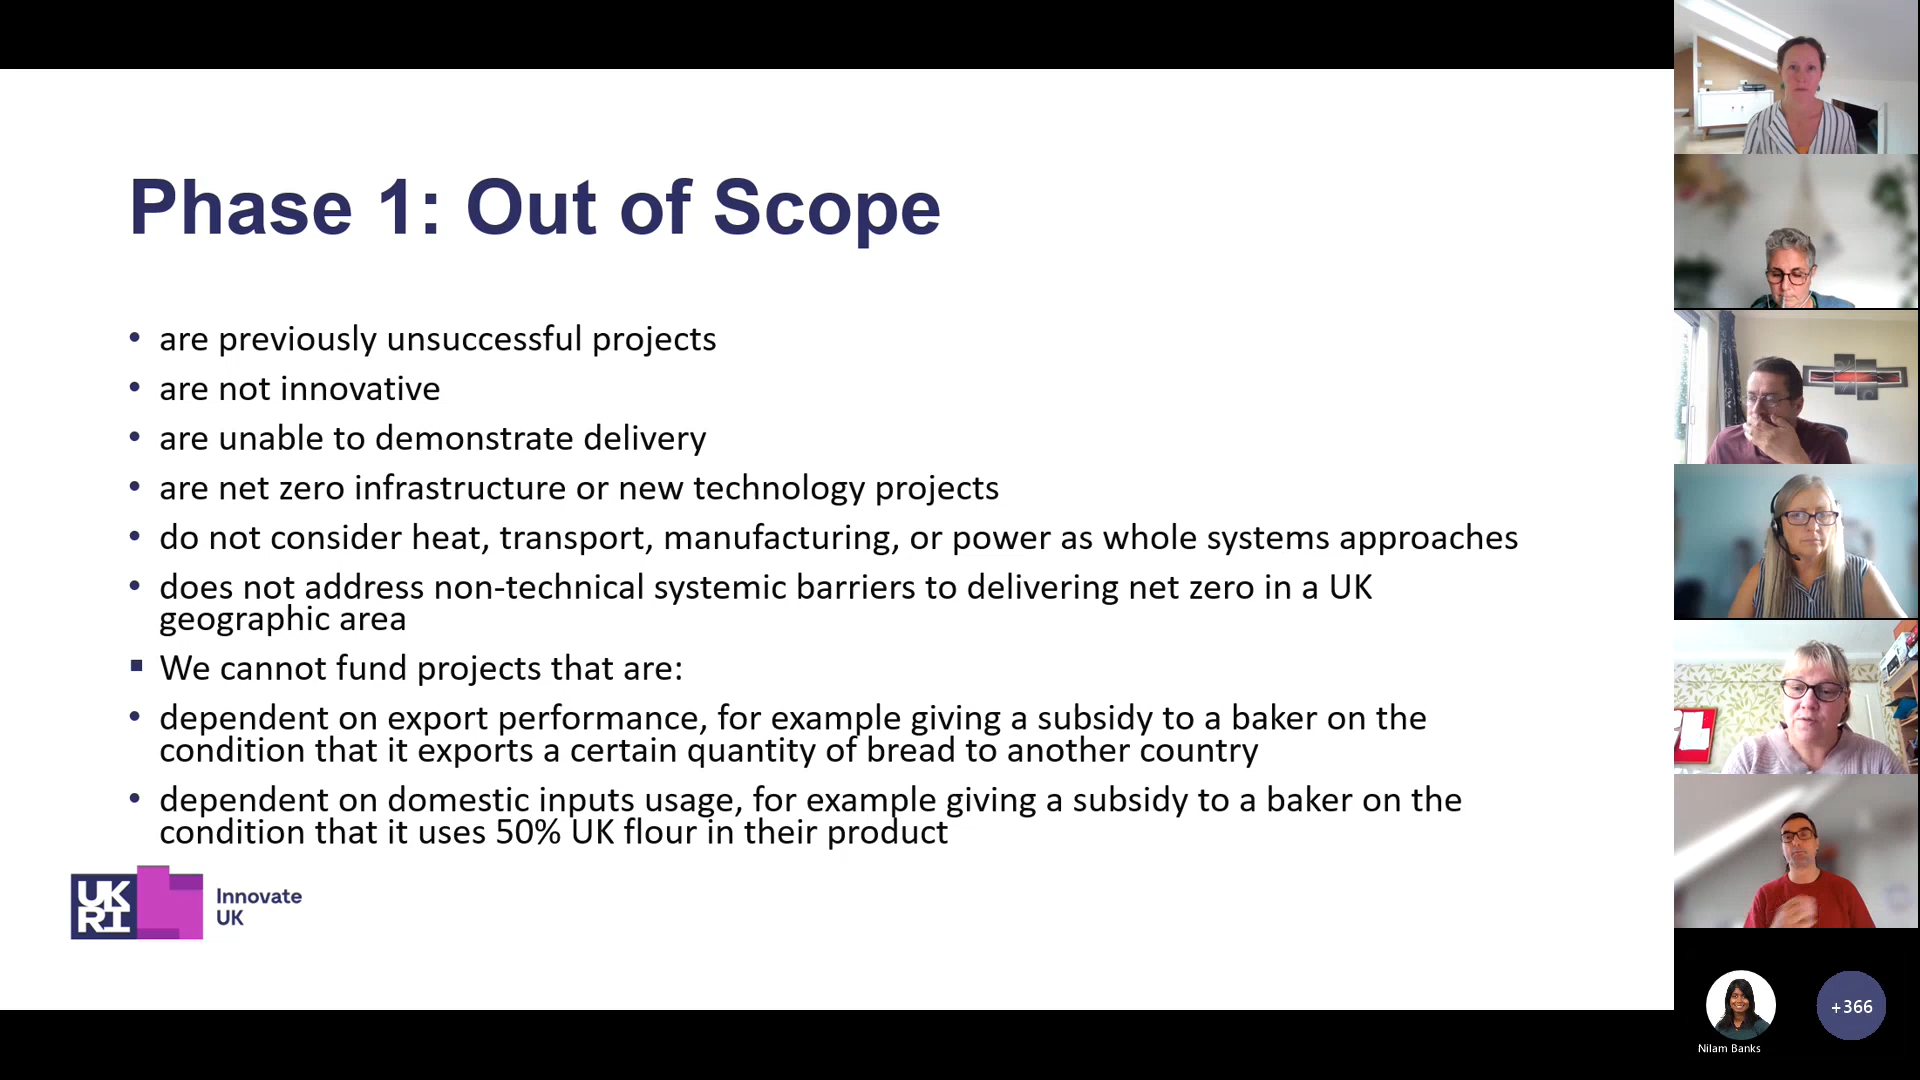 Phase 1: Out of Scope
• are previously unsuccessful projects
• are not innovative
• are unable to demonstrate delivery
• are net zero infrastructure or new technology projects
• do not consider heat, transport, manufacturing, or power as whole systems approaches
• does not address non-technical systemic barriers to delivering net zero in a UK
geographic area
▪ We cannot fund projects that are:
• dependent on export performance, for example giving a subsidy to a baker on the
condition that it exports a certain quantity of bread to another country
• dependent on domestic inputs usage, for example giving a subsidy to a baker on the
condition that it uses 50% UK flour in their product
UK
RI
Innovate
UK
+366
Nilam Banks